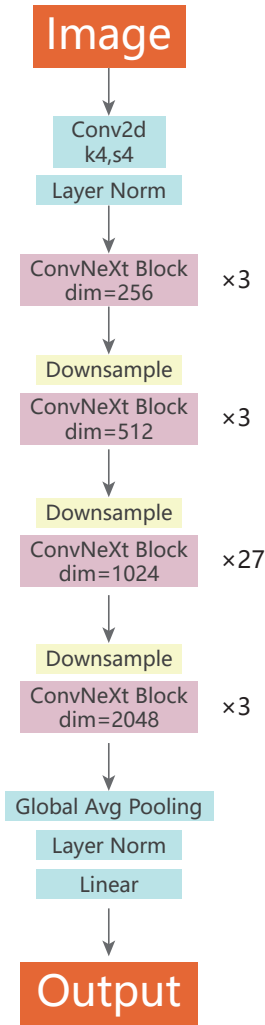 Image
Conv2d
k4,s4
Layer Norm
ConvNeXt Block
dim=256
×3
Downsample
ConvNeXt Block
dim=512
×3
Downsample
ConvNeXt Block
dim=1024
×27
Downsample
ConvNeXt Block
dim=2048
×3
Global Avg Pooling
Layer Norm
Linear
Output